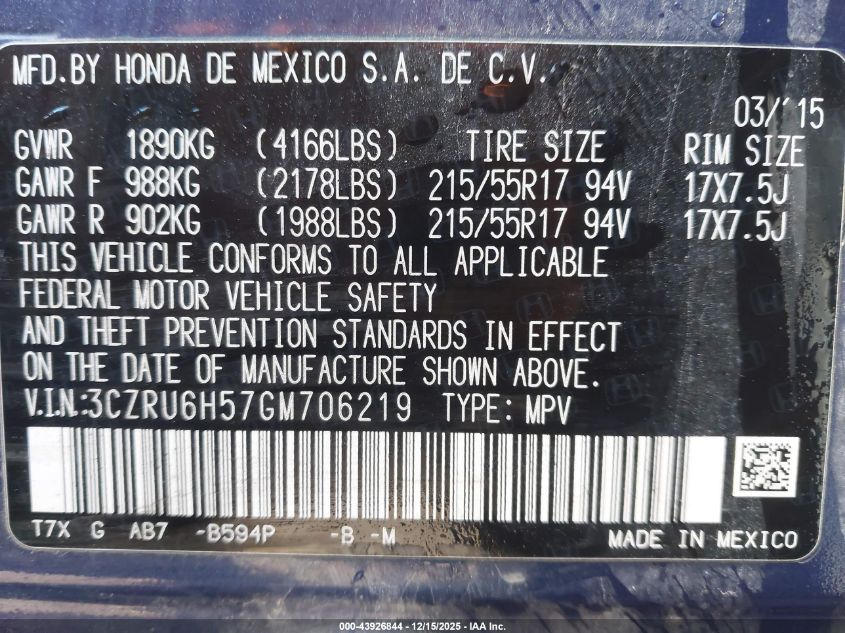 MFD.BY HONDA DE MEXICO S.A. DE C.V.
03/'15
GVWR 1890KG (4166LBS) TIRE SIZE RIM SIZE
GAWR F 988KG (2178LBS) 215/55R17 94V 17X7.5J
GAWR R 902KG (1988LBS) 215/55R17 94V 17X7.5J
THIS VEHICLE CONFORMS TO ALL APPLICABLE
FEDERAL MOTOR VEHICLE SAFETY
AND THEFT PREVENTION STANDARDS IN EFFECT
ON THE DATE OF MANUFACTURE SHOWN ABOVE.
V.I.N:3CZRU6H57GM706219 TYPE: MPV
T7X G AB7 -B594P -B -M MADE IN MEXICO
000-43926844 - 12/15/2025 - IAA Inc.